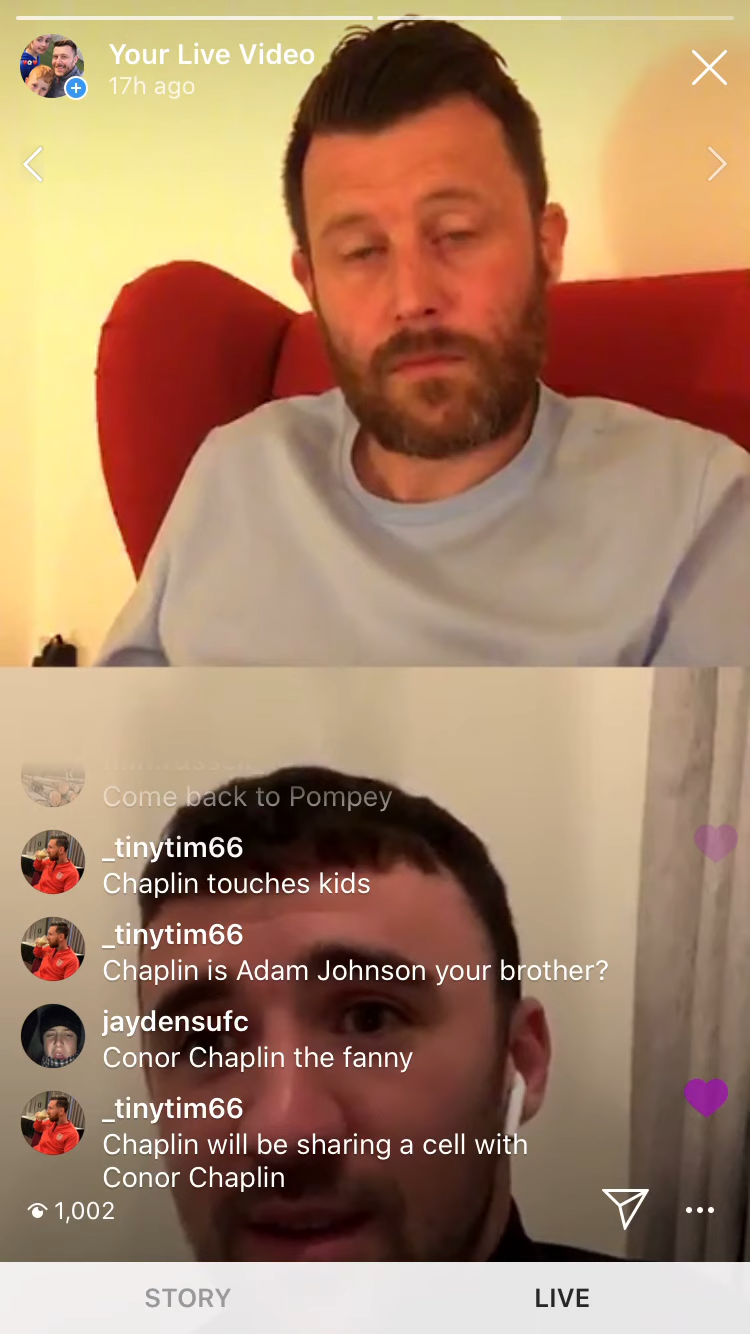 Your Live Video
17h ago
Come back to Pompey
_tinytim66
Chaplin touches kids
_tinytim66
Chaplin is Adam Johnson your brother?
jaydensufc
Conor Chaplin the fanny
_tinytim66
Chaplin will be sharing a cell with
Conor Chaplin
1,002
STORY
LIVE